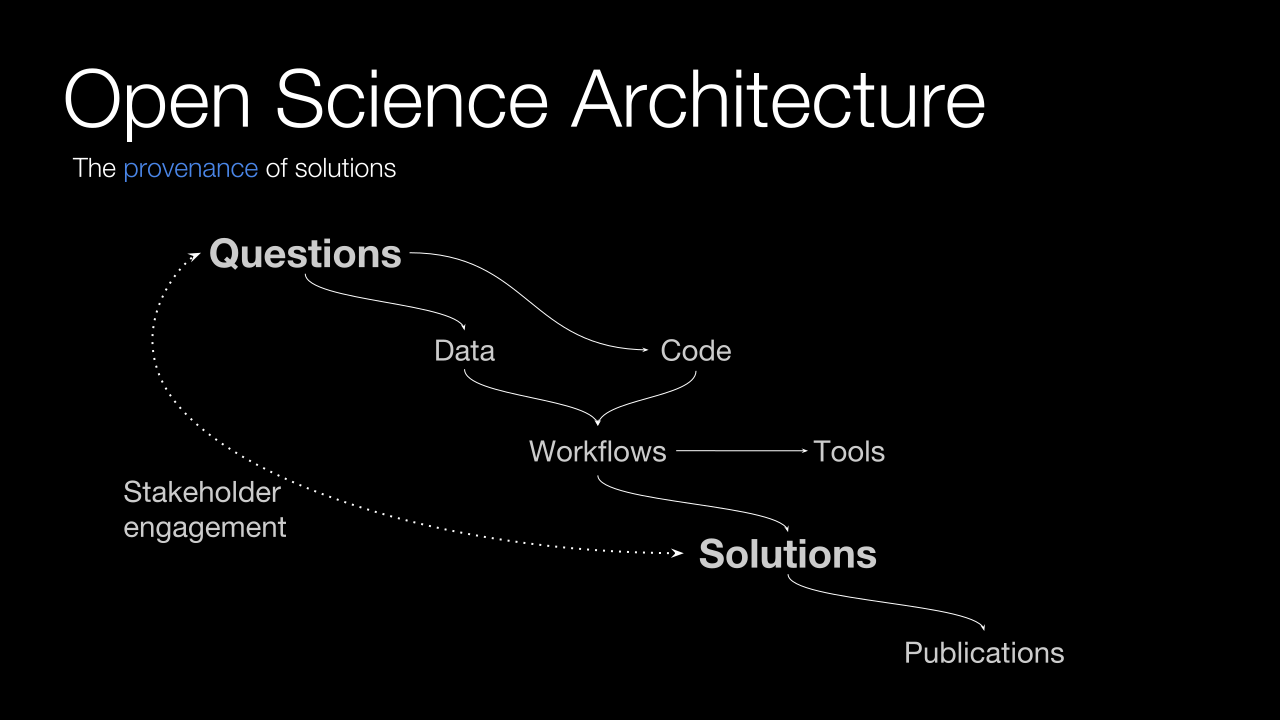 Open Science Architecture
The provenance of solutions
Questions
Data
Code
Workflows
Tools
Stakeholder
engagement
Solutions
Publications